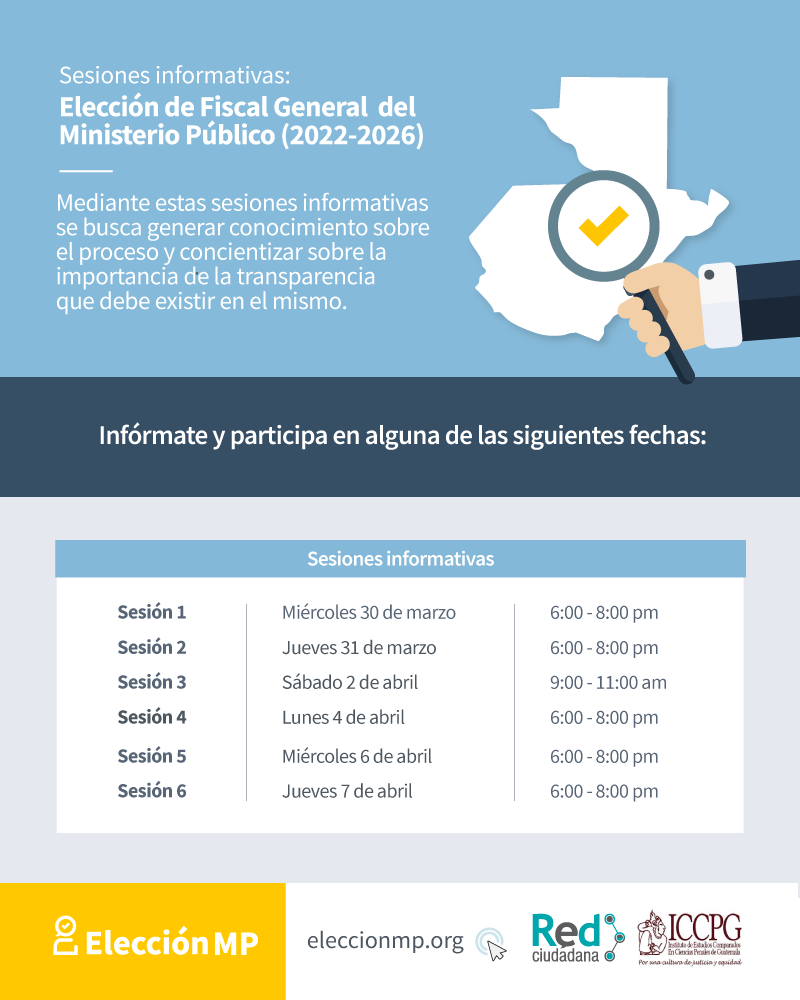 Sesiones informativas:
Elección de Fiscal General del
Ministerio Público (2022-2026)
Mediante estas sesiones informativas
se busca generar conocimiento sobre
el proceso y concientizar sobre la
importancia de la transparencia
que debe existir en el mismo.
Infórmate y participa en alguna de las siguientes fechas:
Sesiones informativas
Sesión 1 Miércoles 30 de marzo 6:00 - 8:00 pm
Sesión 2 Jueves 31 de marzo 6:00 - 8:00 pm
Sesión 3 Sábado 2 de abril 9:00 - 11:00 am
Sesión 4 Lunes 4 de abril 6:00 - 8:00 pm
Sesión 5 Miércoles 6 de abril 6:00 - 8:00 pm
Sesión 6 Jueves 7 de abril 6:00 - 8:00 pm
Elección MP
eleccionmp.org
Red
ciudadana
ICCPG
Instituto de Estudios Comparados
En Ciencias Penales de Guatemala
Por una cultura de justicia y equidad